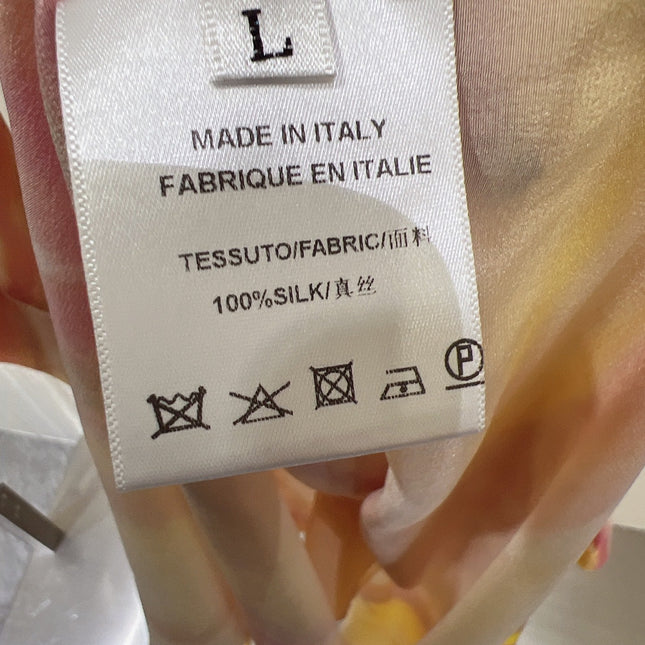 L
MADE IN ITALY
FABRIQUE EN ITALIE
TESSUTO/FABRIC/面料
100%SILK/真丝
P